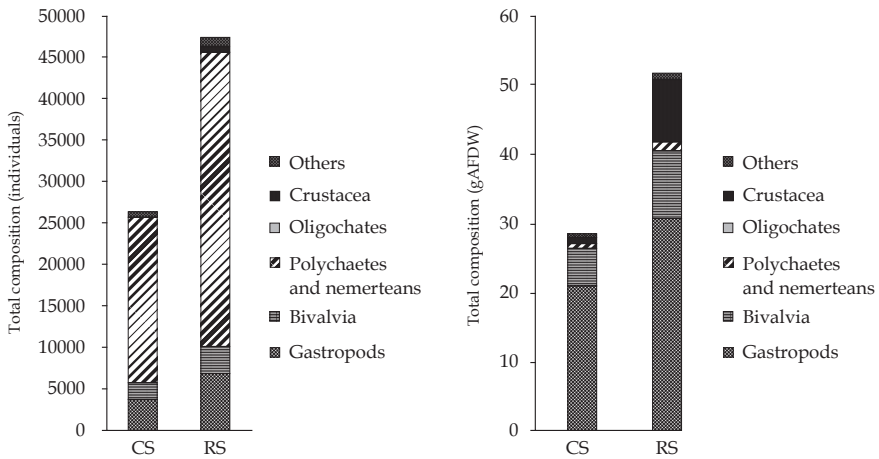 50000
45000
40000
35000
30000
25000
20000
15000
10000
5000
0
Total composition (individuals)
CS
RS
Others
Crustacea
Oligochates
Polychaetes
and nemerteans
Bivalvia
Gastropods
60
50
40
30
20
10
0
Total composition (gAFDW)
CS
RS
Others
Crustacea
Oligochates
Polychaetes
and nemerteans
Bivalvia
Gastropods